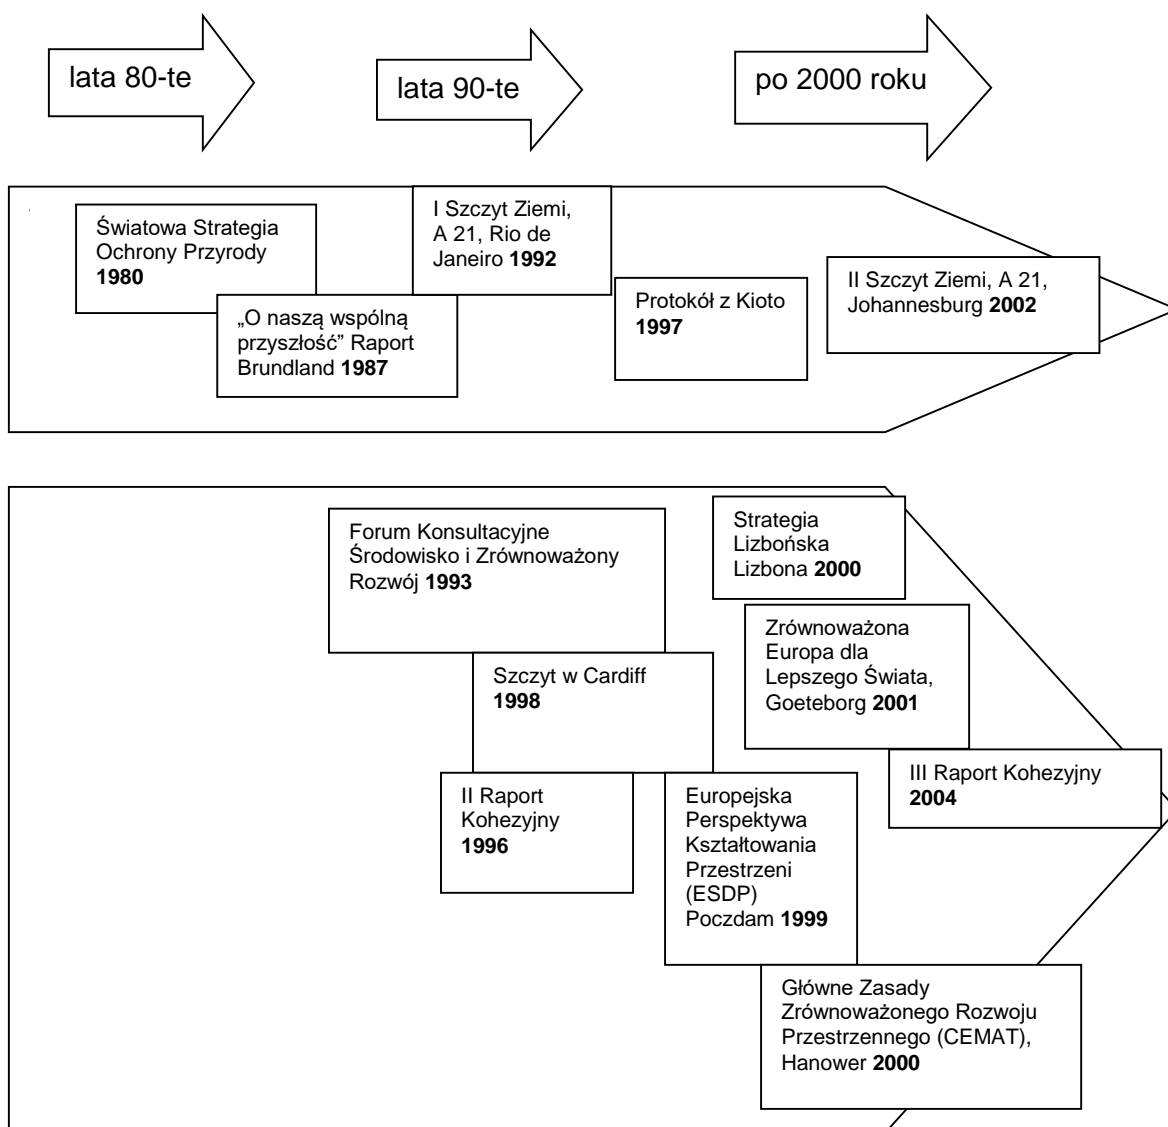 lata 80-te
lata 90-te
po 2000 roku
Światowa Strategia
Ochrony Przyrody
1980
„O naszą wspólną
przyszłość” Raport
Brundland 1987
I Szczyt Ziemi,
A 21, Rio de
Janeiro 1992
Protokół z Kioto
1997
II Szczyt Ziemi, A 21,
Johannesburg 2002
Forum Konsultacyjne
Środowisko i Zrównoważony
Rozwój 1993
Strategia
Lizbońska
Lizbona 2000
Zrównoważona
Europa dla
Lepszego Świata,
Goeteborg 2001
Szczyt w Cardiff
1998
III Raport Kohezyjny
2004
II Raport
Kohezyjny
1996
Europejska
Perspektywa
Kształtowania
Przestrzeni
(ESDP)
Poczdam 1999
Główne Zasady
Zrównoważonego Rozwoju
Przestrzennego (CEMAT),
Hanower 2000